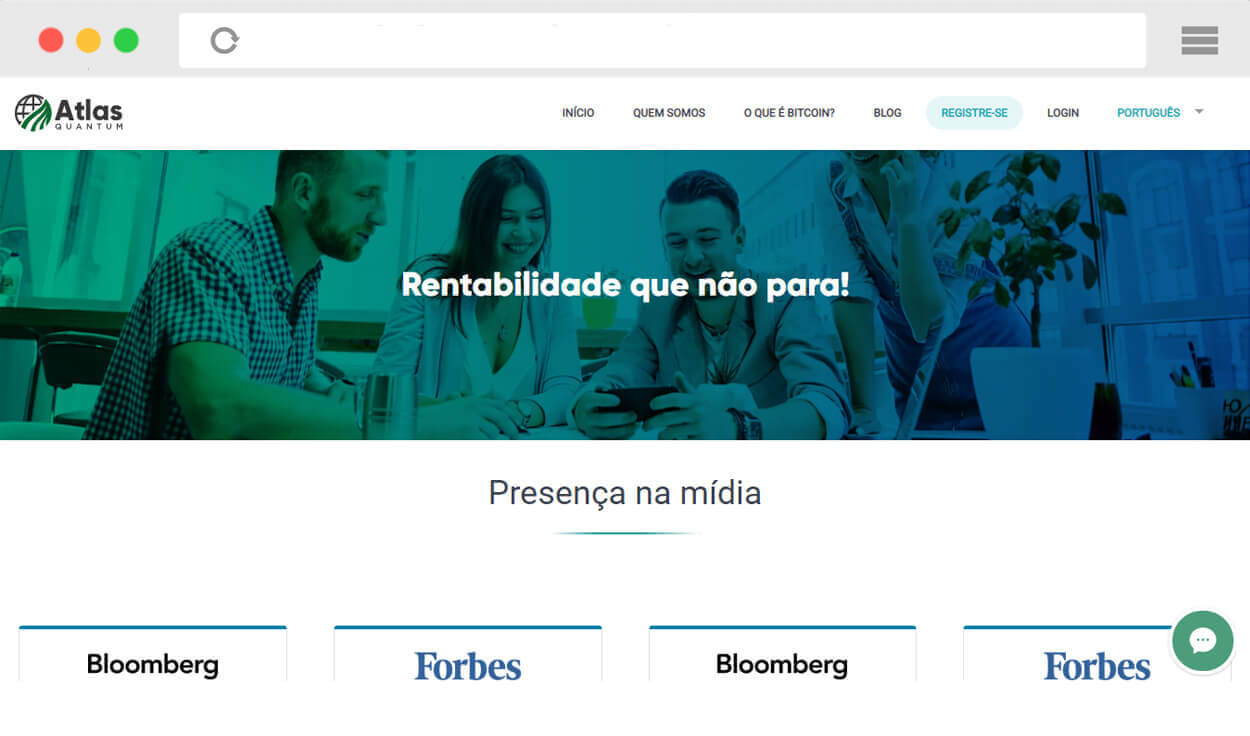 Atlas
QUANTUM
INÍCIO
QUEM SOMOS
O QUE É BITCOIN?
BLOG
REGISTRE-SE
LOGIN
PORTUGUÊS
Rentabilidade que não para!
Presença na mídia
Bloomberg
Forbes
Bloomberg
Forbes